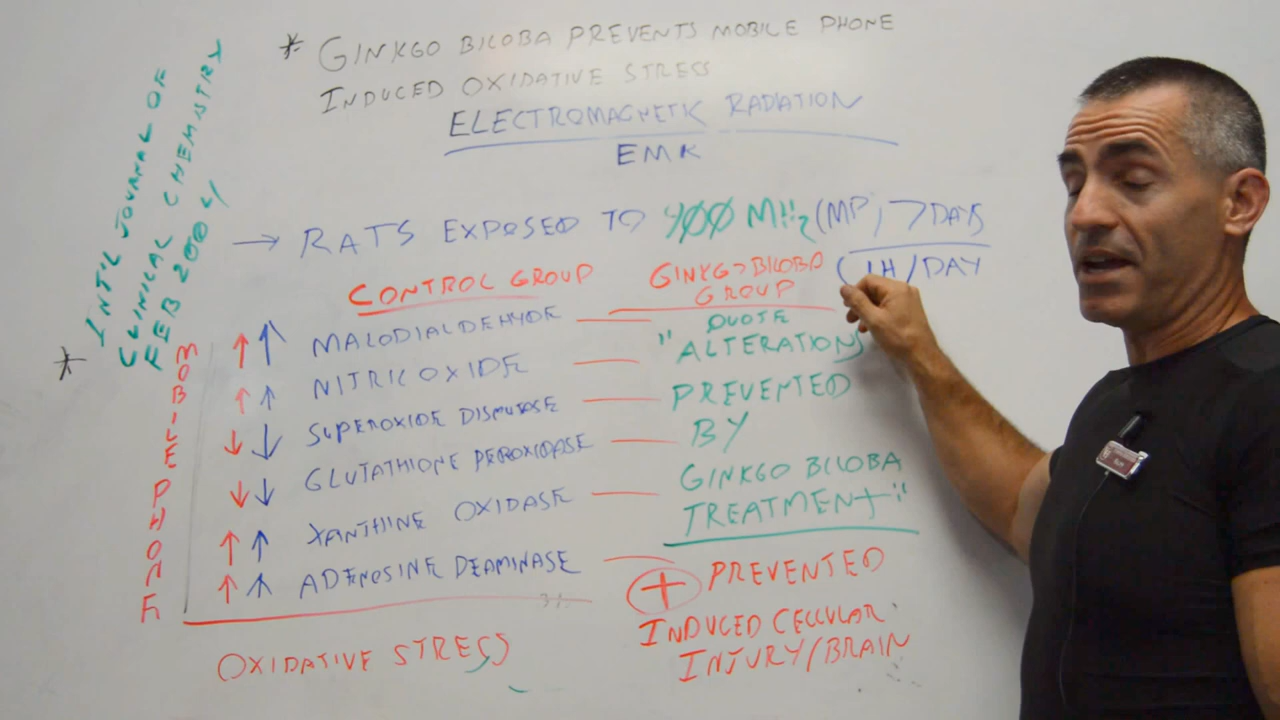 * GINKGO BILOBA PREVENTS MOBILE PHONE
INDUCED OXIDATIVE STRESS
ELECTROMAGNETIC RADIATION
EMR
INT'L JOURNAL OF
CLINICAL CHEMISTRY
FEB 2004
→ RATS EXPOSED TO 900 MHz (MP) 7 DAYS
(1H/DAY
CONTROL GROUP
GINKGO BILOBA
GROUP
* MOBILE PHONE
↑ ↑ MALODIALDEHYDE
↑ ↑ NITRIC OXIDE
↓ ↓ SUPEROXIDE DISMUTASE
↓ ↓ GLUTATHIONE PEROXIDASE
↑ ↑ XANTHINE OXIDASE
↑ ↑ ADENOSINE DEAMINASE
OXIDATIVE STRESS
QUOTE
"ALTERATIONS
PREVENTED
BY
GINKGO BILOBA
TREATMENT"
+ PREVENTED
INDUCED CELLULAR
INJURY/BRAIN